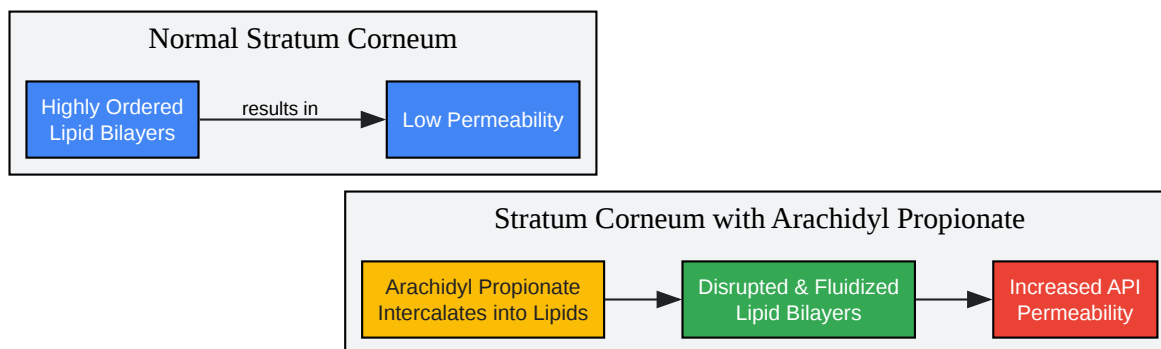 Normal Stratum Corneum
Highly Ordered
Lipid Bilayers
results in
Low Permeability
Stratum Corneum with Arachidyl Propionate
Arachidyl Propionate
Intercalates into Lipids
Disrupted & Fluidized
Lipid Bilayers
Increased API
Permeability